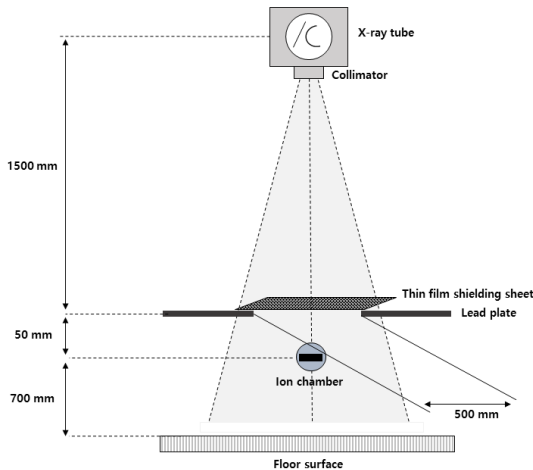 X-ray tube
Collimator
1500 mm
Thin film shielding sheet
Lead plate
50 mm
Ion chamber
700 mm
500 mm
Floor surface